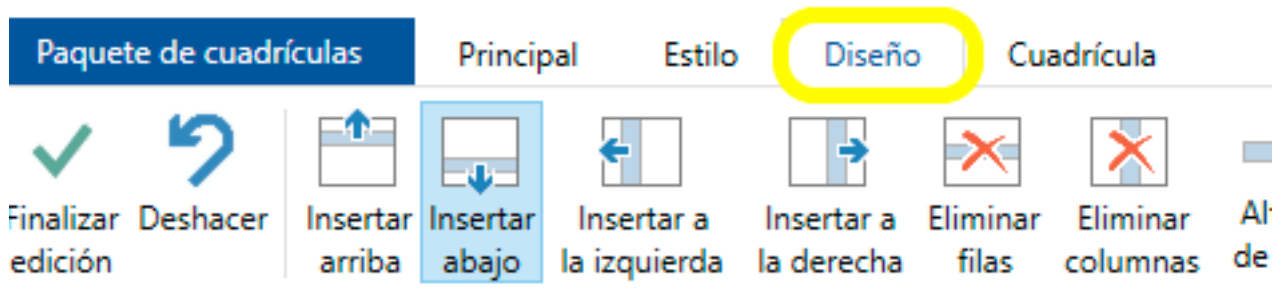 Paquete de cuadrículas Principal Estilo Diseño Cuadrícula
Finalizar Deshacer Insertar Insertar Insertar a Insertar a Eliminar Eliminar
edición arriba abajo la izquierda la derecha filas columnas de